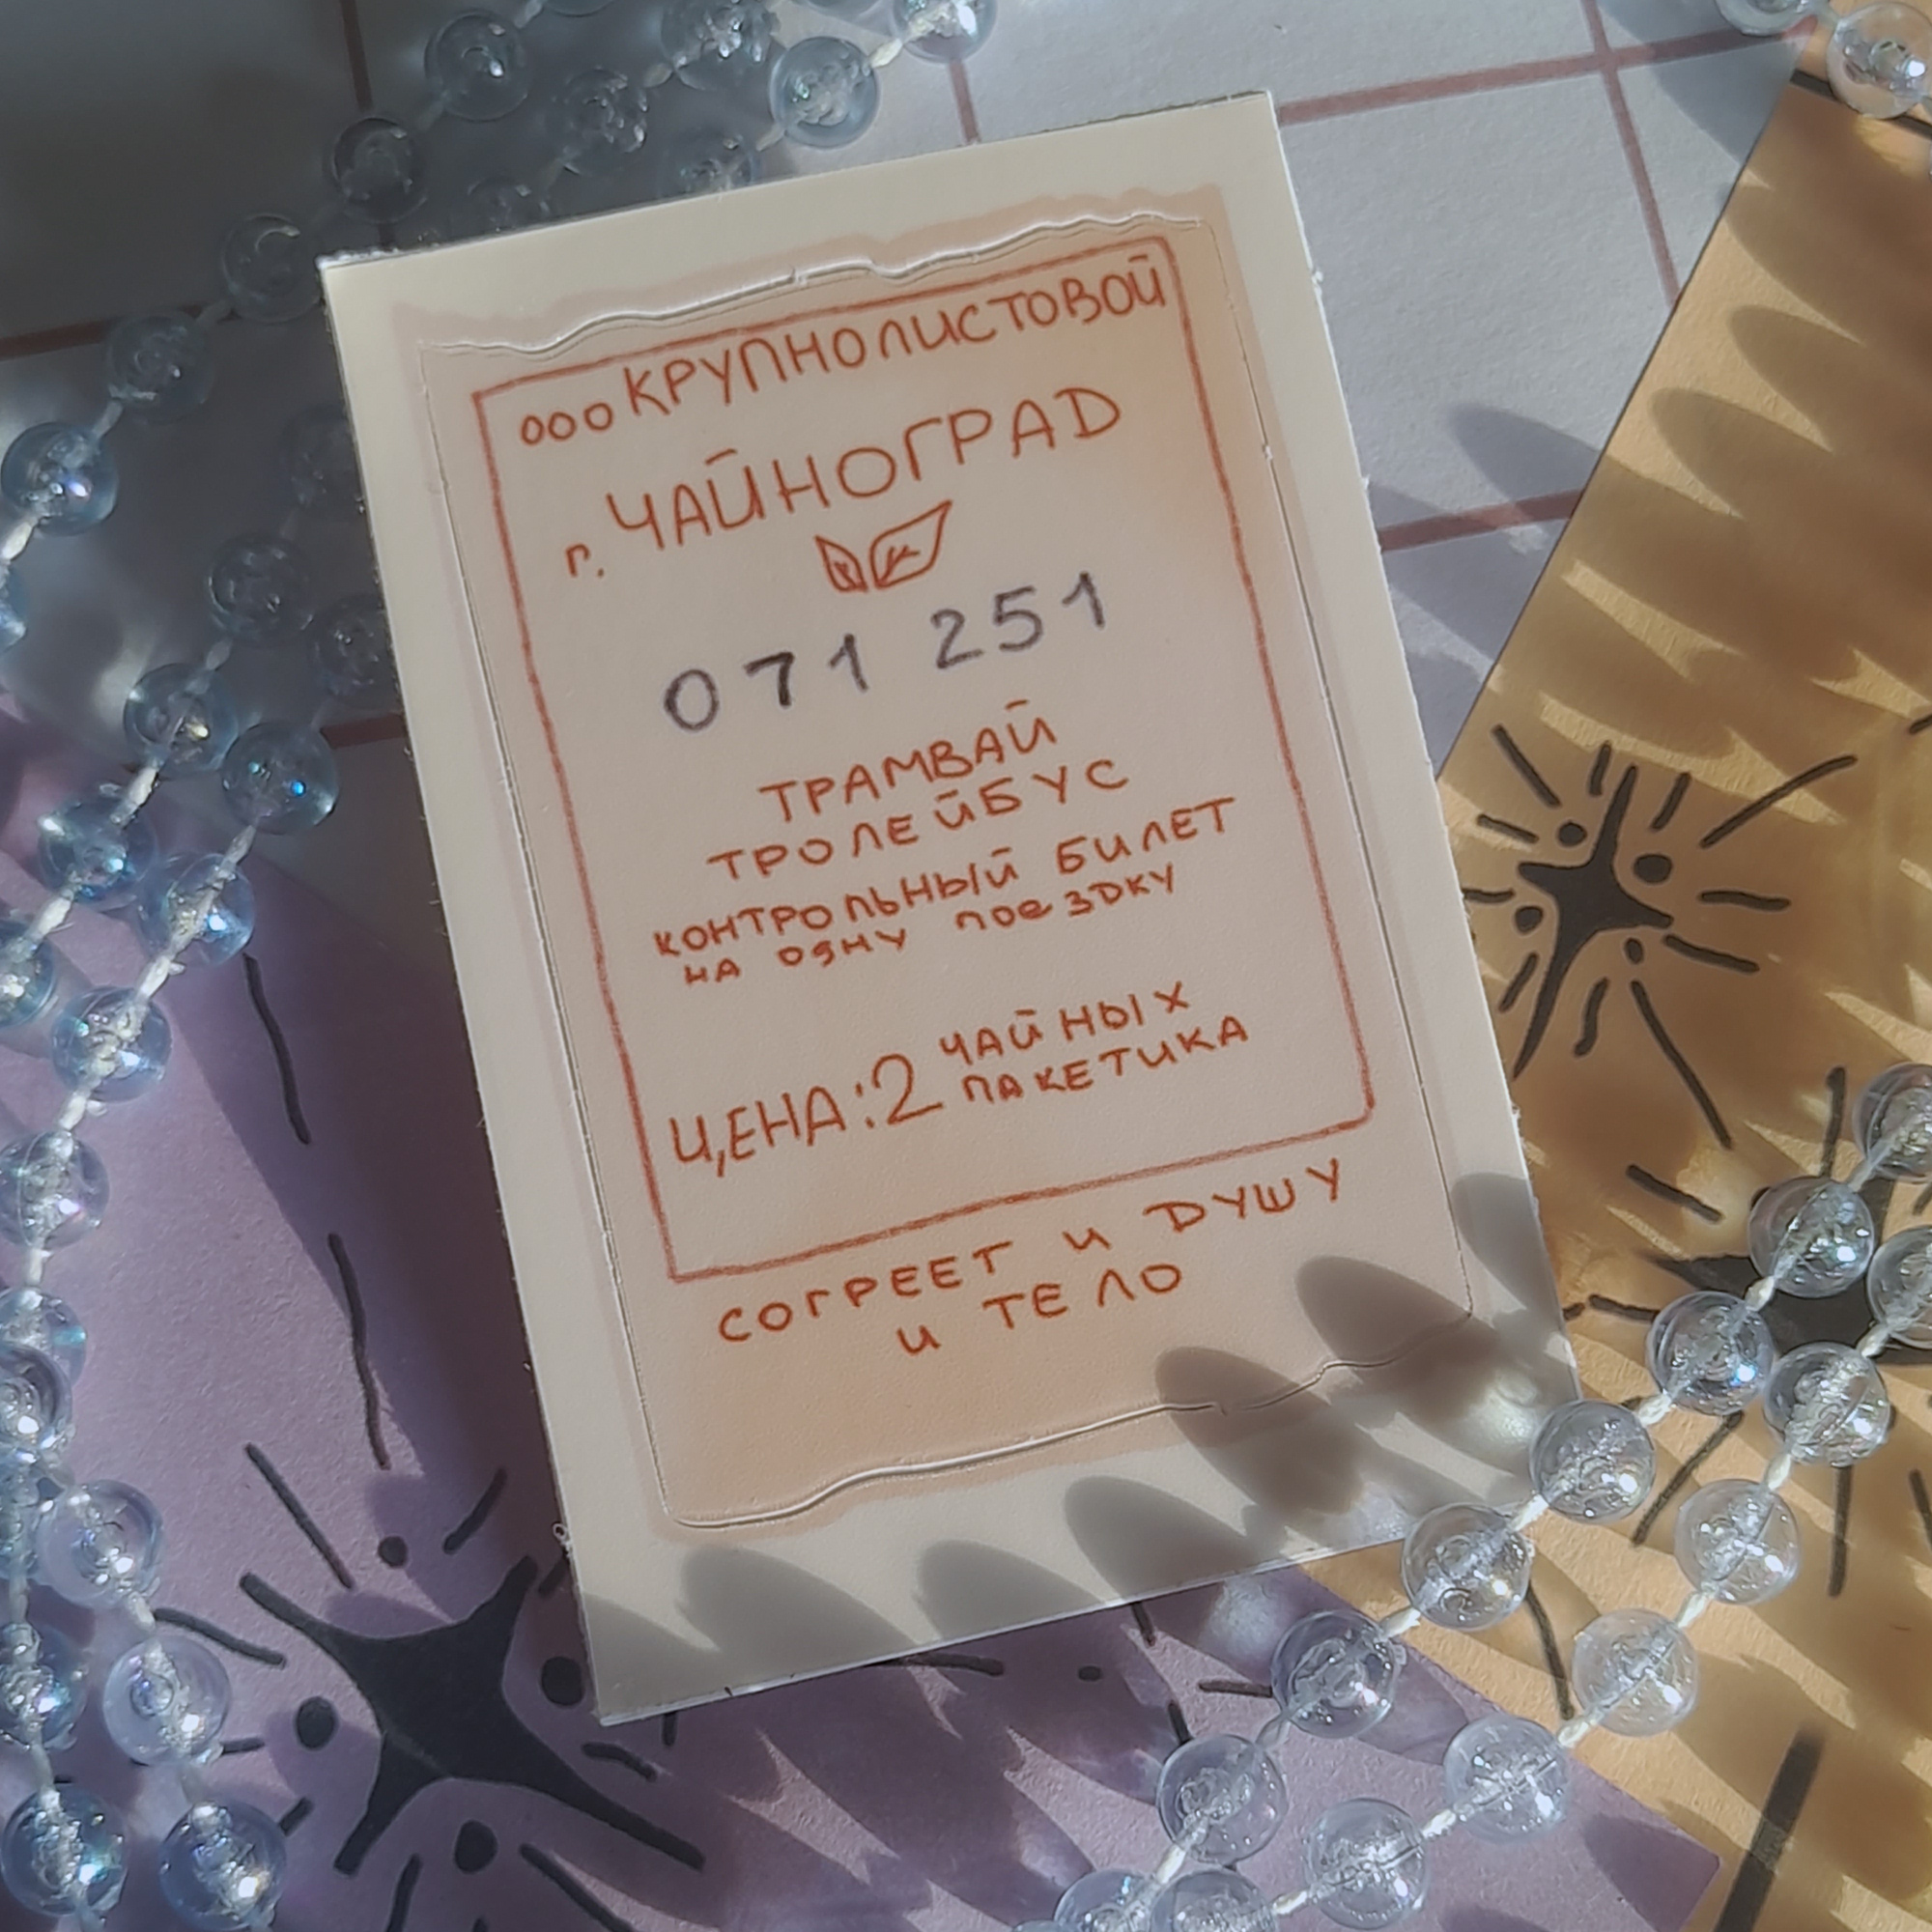 ООО КРУПНОЛИСТОВОЙ
г. ЧАЙНОГРАД
071 251
ТРАМВАЙ
ТРОЛЕЙБУС
КОНТРОЛЬНЫЙ БИЛЕТ
НА ОДНУ ПОЕЗДКУ
ЦЕНА: 2 ЧАЙНЫХ
ПАКЕТИКА
СОГРЕЕТ И ДУШУ
И ТЕЛО